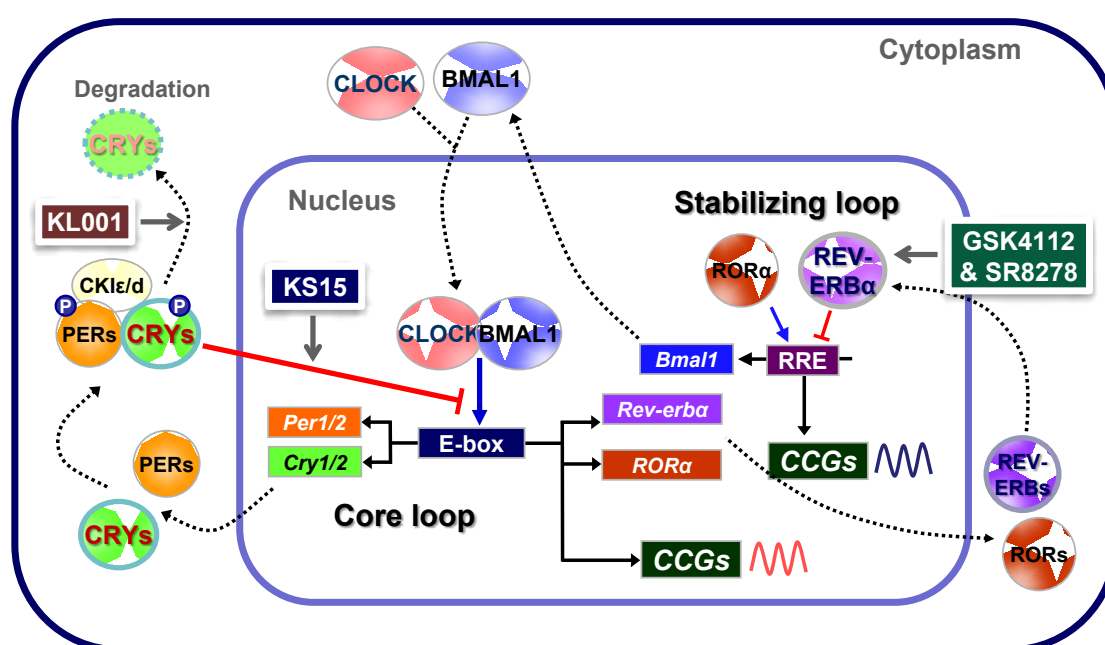 Cytoplasm
Degradation
CRYs
CLOCK
BMAL1
KL001
Nucleus
Stabilizing loop
GSK4112
& SR8278
RORα
REV-
ERBα
CKIε/d
KS15
P
P
PERs
CRYs
CLOCK
BMAL1
Bmal1
RRE
Per1/2
Rev-erbα
E-box
Cry1/2
RORα
CCGs
PERs
REV-
ERBs
Core loop
CRYs
RORs
CCGs